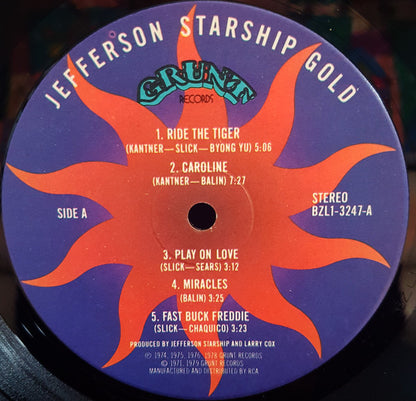 JEFFERSON STARSHIP GOLD
GRUNT
RECORDS
1. RIDE THE TIGER
(KANTNER—SLICK—BYONG YU) 5:06
2. CAROLINE
(KANTNER—BALIN) 7:27
SIDE A
STEREO
BZL1-3247-A
3. PLAY ON LOVE
(SLICK—SEARS) 3:12
4. MIRACLES
(BALIN) 3:25
5. FAST BUCK FREDDIE
(SLICK—CHAQUICO) 3:23
PRODUCED BY JEFFERSON STARSHIP AND LARRY COX
℗ 1974, 1975, 1976, 1978 GRUNT RECORDS
© 1971, 1979 GRUNT RECORDS
MANUFACTURED AND DISTRIBUTED BY RCA